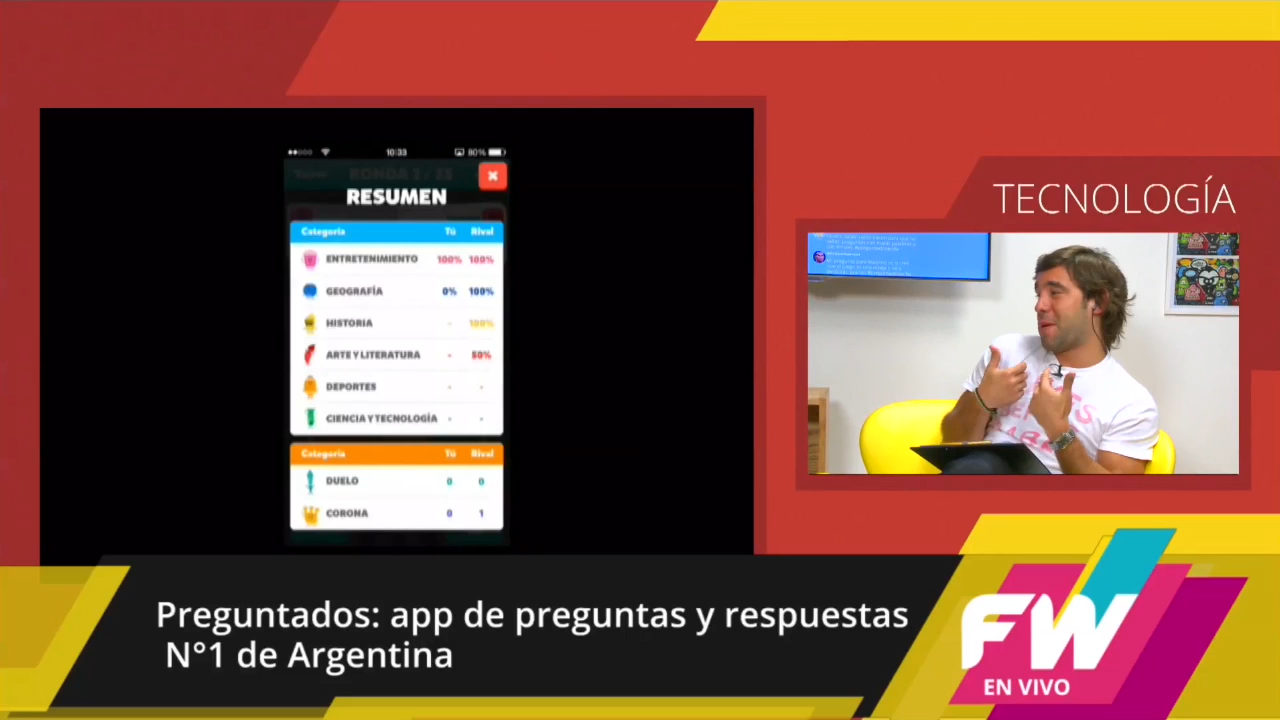 10:33
80%
RONDA
RESUMEN
Categoría Tú Rival
ENTRETENIMIENTO 100% 100%
GEOGRAFÍA 0% 100%
HISTORIA - 100%
ARTE Y LITERATURA - 50%
DEPORTES - -
CIENCIA Y TECNOLOGÍA - -
Categoría Tú Rival
DUELO 0 0
CORONA 0 1
TECNOLOGÍA
Preguntados: app de preguntas y respuestas
N°1 de Argentina
FW
EN VIVO